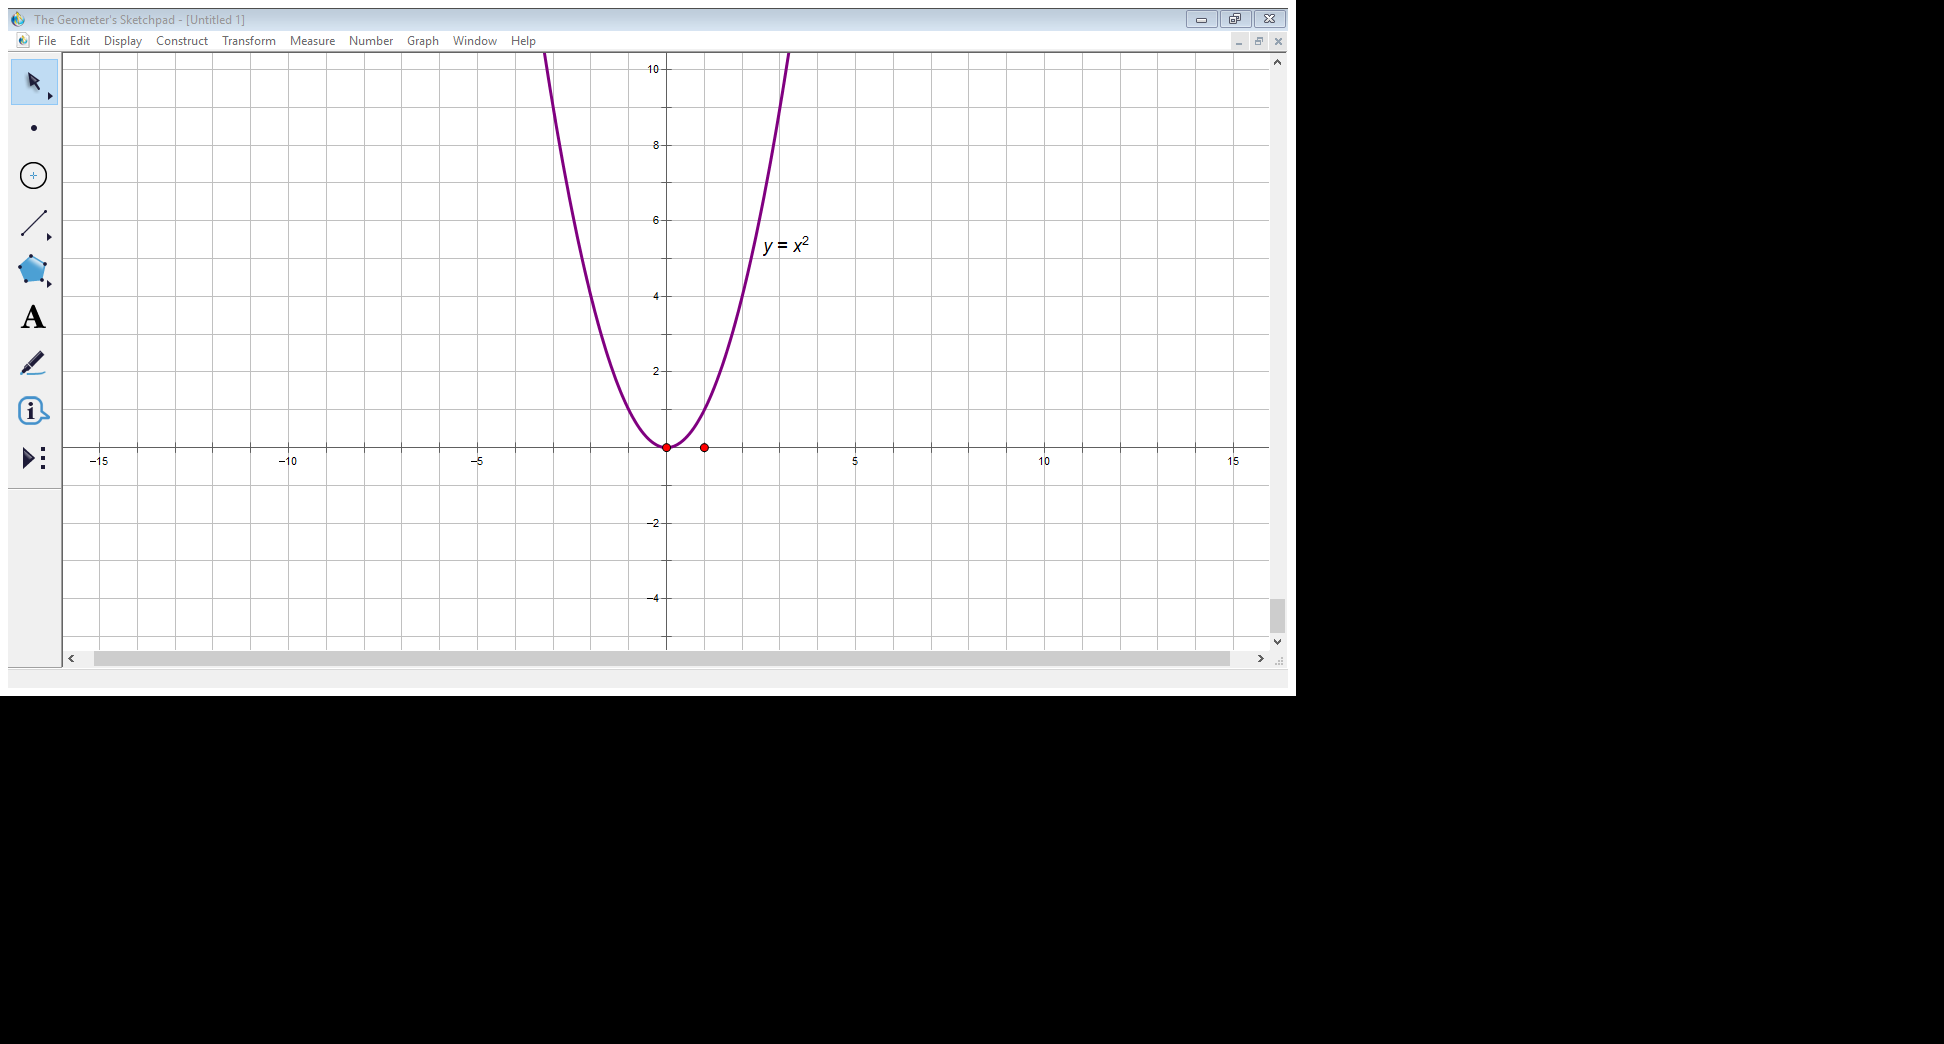 The Geometer's Sketchpad - [Untitled 1]
File Edit Display Construct Transform Measure Number Graph Window Help
10
8
6
y = x²
4
2
−15 −10 −5 5 10 15
−2
−4
A
i